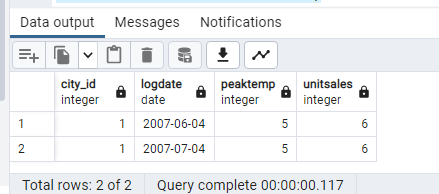 Data output Messages Notifications
city_id integer logdate date peaktemp integer unitsales integer
1 1 2007-06-04 5 6
2 1 2007-07-04 5 6
Total rows: 2 of 2 Query complete 00:00:00.117